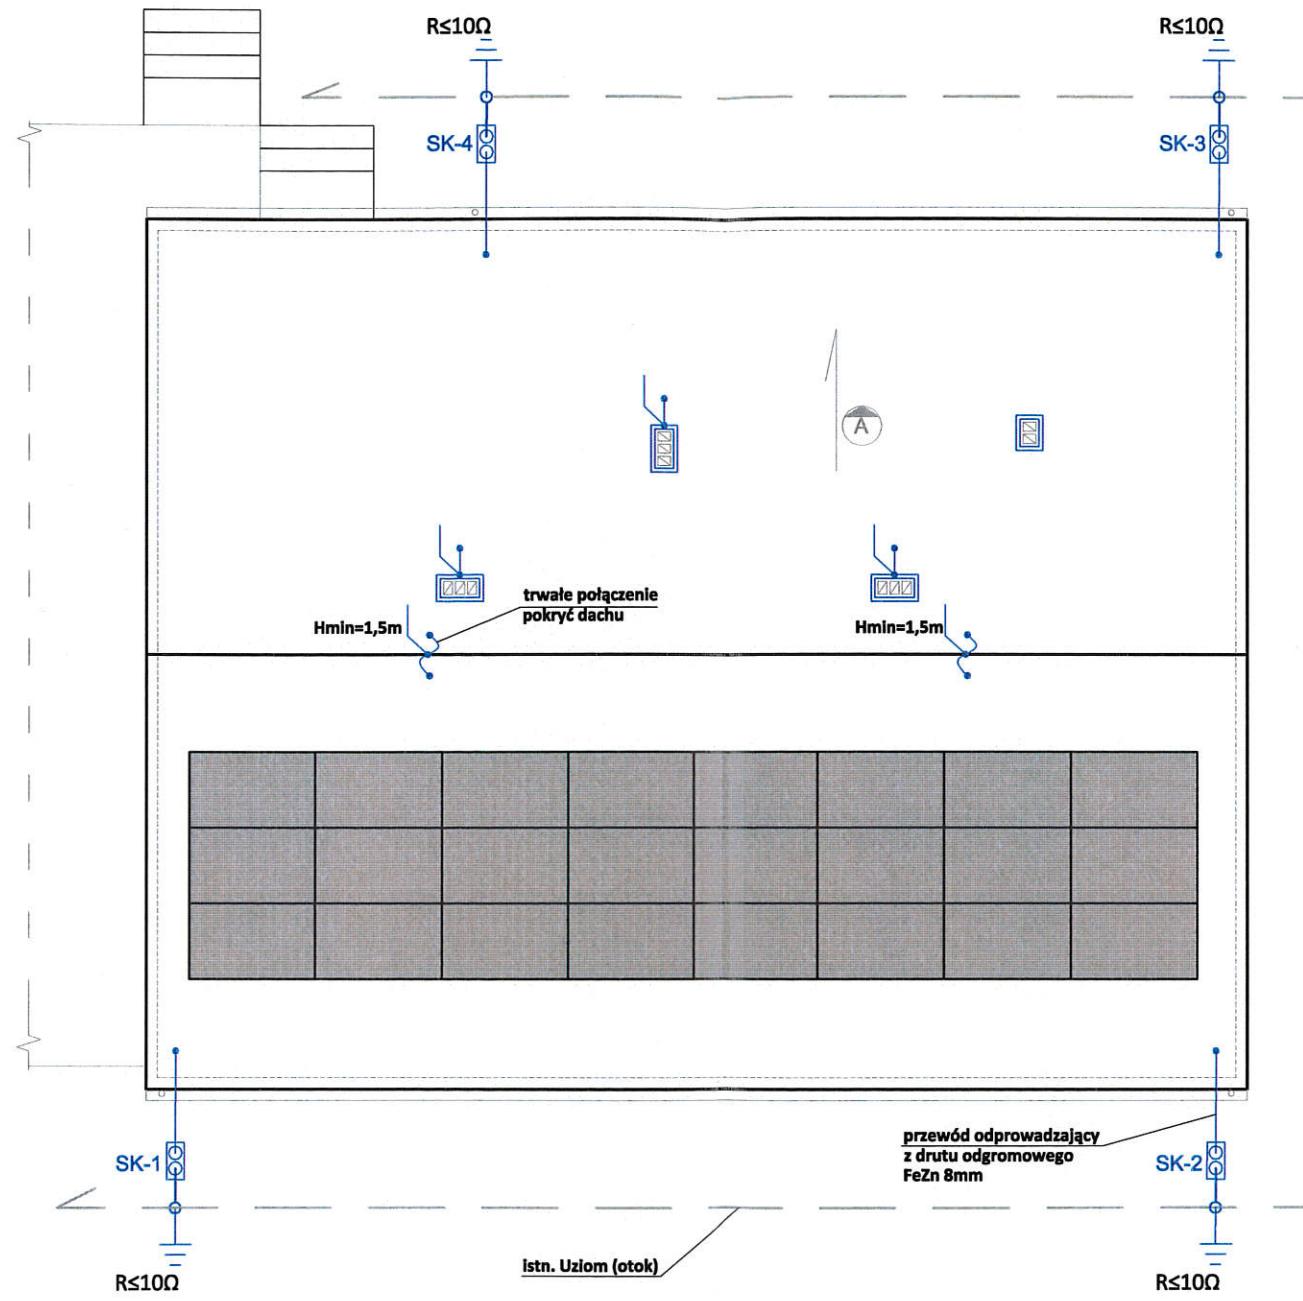 R≤10Ω
R≤10Ω
SK-4
SK-3
A
trwałe połączenie
pokryć dachu
Hmin=1,5m
Hmin=1,5m
przewód odprowadzający
z drutu odgromowego
FeZn 8mm
SK-1
SK-2
istn. Uziom (otok)
R≤10Ω
R≤10Ω